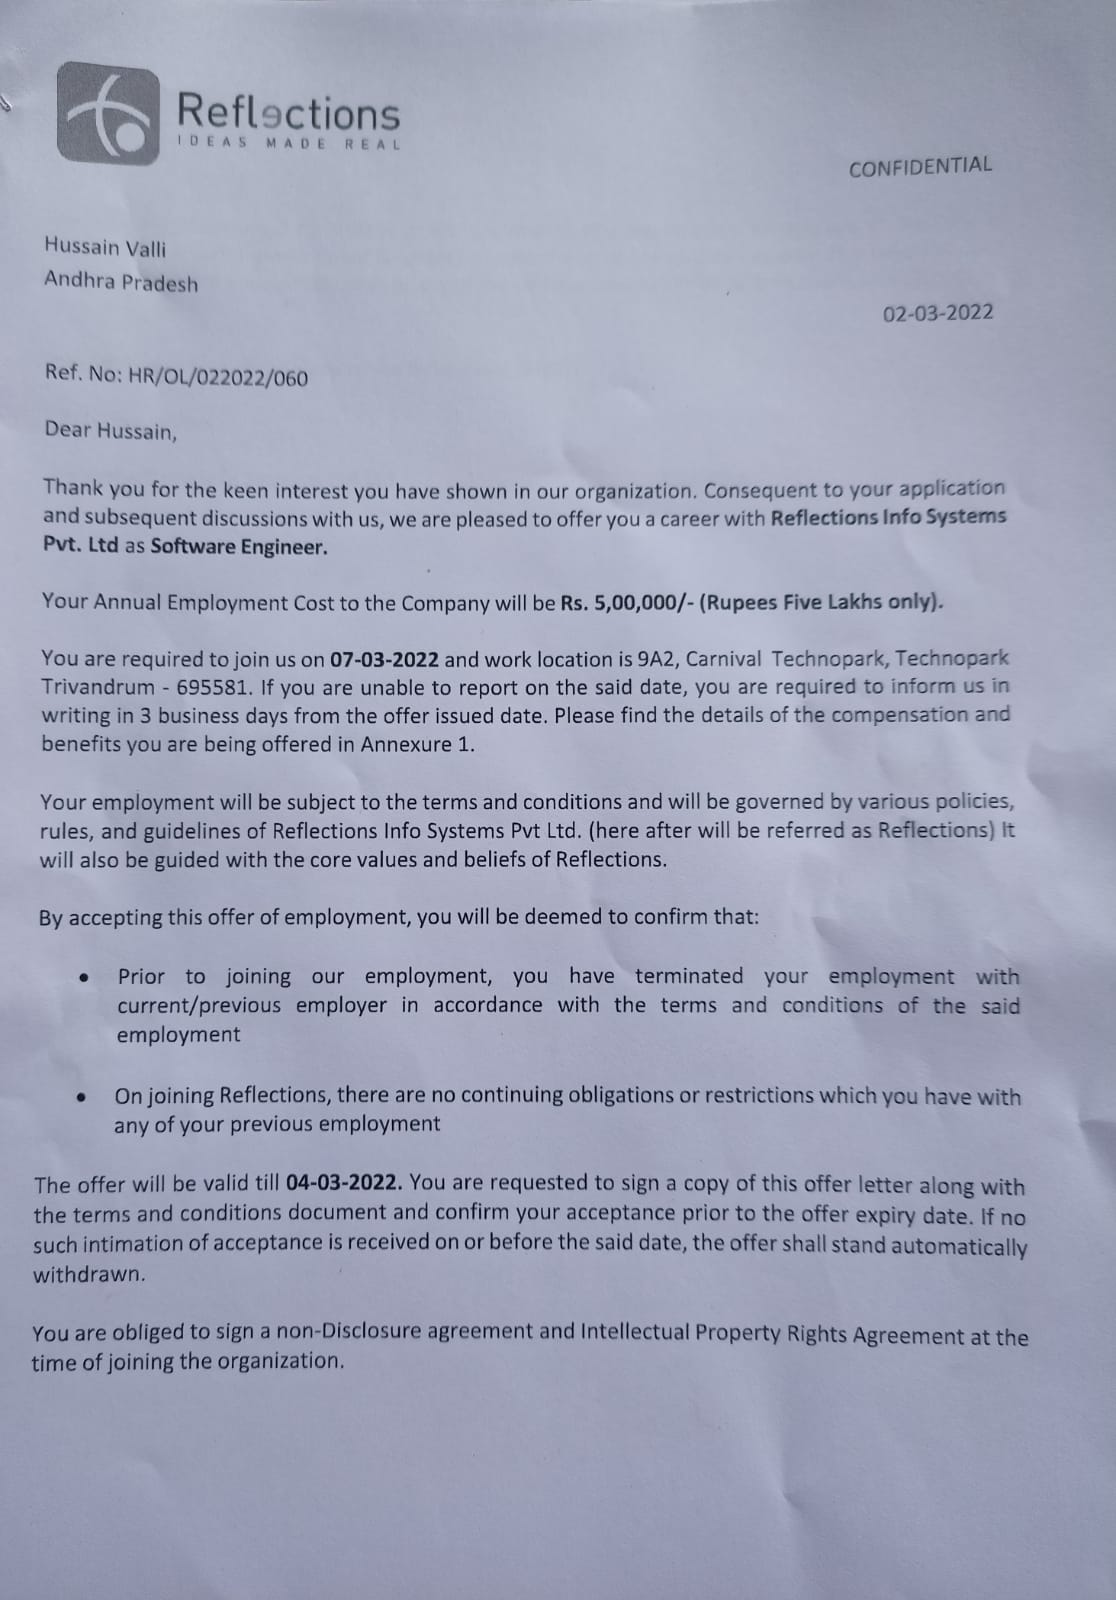 Reflections
IDEAS MADE REAL
CONFIDENTIAL
Hussain Valli
Andhra Pradesh
02-03-2022
Ref. No: HR/OL/022022/060
Dear Hussain,
Thank you for the keen interest you have shown in our organization. Consequent to your application
and subsequent discussions with us, we are pleased to offer you a career with Reflections Info Systems
Pvt. Ltd as Software Engineer.
Your Annual Employment Cost to the Company will be Rs. 5,00,000/- (Rupees Five Lakhs only).
You are required to join us on 07-03-2022 and work location is 9A2, Carnival Technopark, Technopark
Trivandrum - 695581. If you are unable to report on the said date, you are required to inform us in
writing in 3 business days from the offer issued date. Please find the details of the compensation and
benefits you are being offered in Annexure 1.
Your employment will be subject to the terms and conditions and will be governed by various policies,
rules, and guidelines of Reflections Info Systems Pvt Ltd. (here after will be referred as Reflections) It
will also be guided with the core values and beliefs of Reflections.
By accepting this offer of employment, you will be deemed to confirm that:
• Prior to joining our employment, you have terminated your employment with
current/previous employer in accordance with the terms and conditions of the said
employment
• On joining Reflections, there are no continuing obligations or restrictions which you have with
any of your previous employment
The offer will be valid till 04-03-2022. You are requested to sign a copy of this offer letter along with
the terms and conditions document and confirm your acceptance prior to the offer expiry date. If no
such intimation of acceptance is received on or before the said date, the offer shall stand automatically
withdrawn.
You are obliged to sign a non-Disclosure agreement and Intellectual Property Rights Agreement at the
time of joining the organization.